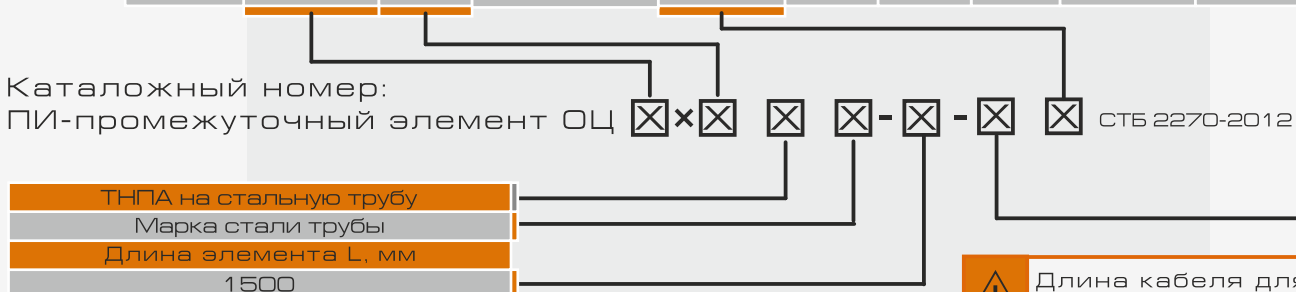 Каталожный номер:
ПИ-промежуточный элемент ОЦ ☒×☒ ☒ ☒-☒-☒ ☒ СТБ 2270-2012
ТНПА на стальную трубу
Марка стали трубы
Длина элемента L, мм
1500
Длина кабеля для